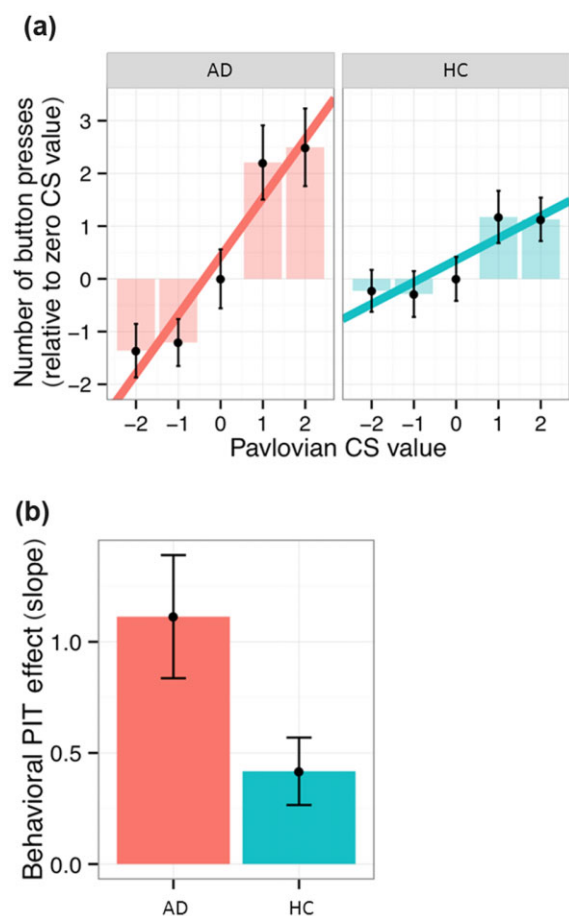 (a)
AD HC
Number of button presses
(relative to zero CS value)
3
2
1
0
−1
−2
−2 −1 0 1 2 −2 −1 0 1 2
Pavlovian CS value
(b)
Behavioral PIT effect (slope)
1.0
0.5
0.0
AD HC